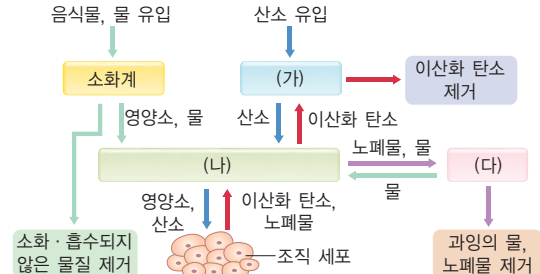 음식물, 물 유입
산소 유입
소화계
(가)
이산화 탄소
제거
영양소, 물
산소
이산화 탄소
노폐물, 물
(나)
(다)
물
영양소,
산소
이산화 탄소,
노폐물
소화·흡수되지
않은 물질 제거
조직 세포
과잉의 물,
노폐물 제거